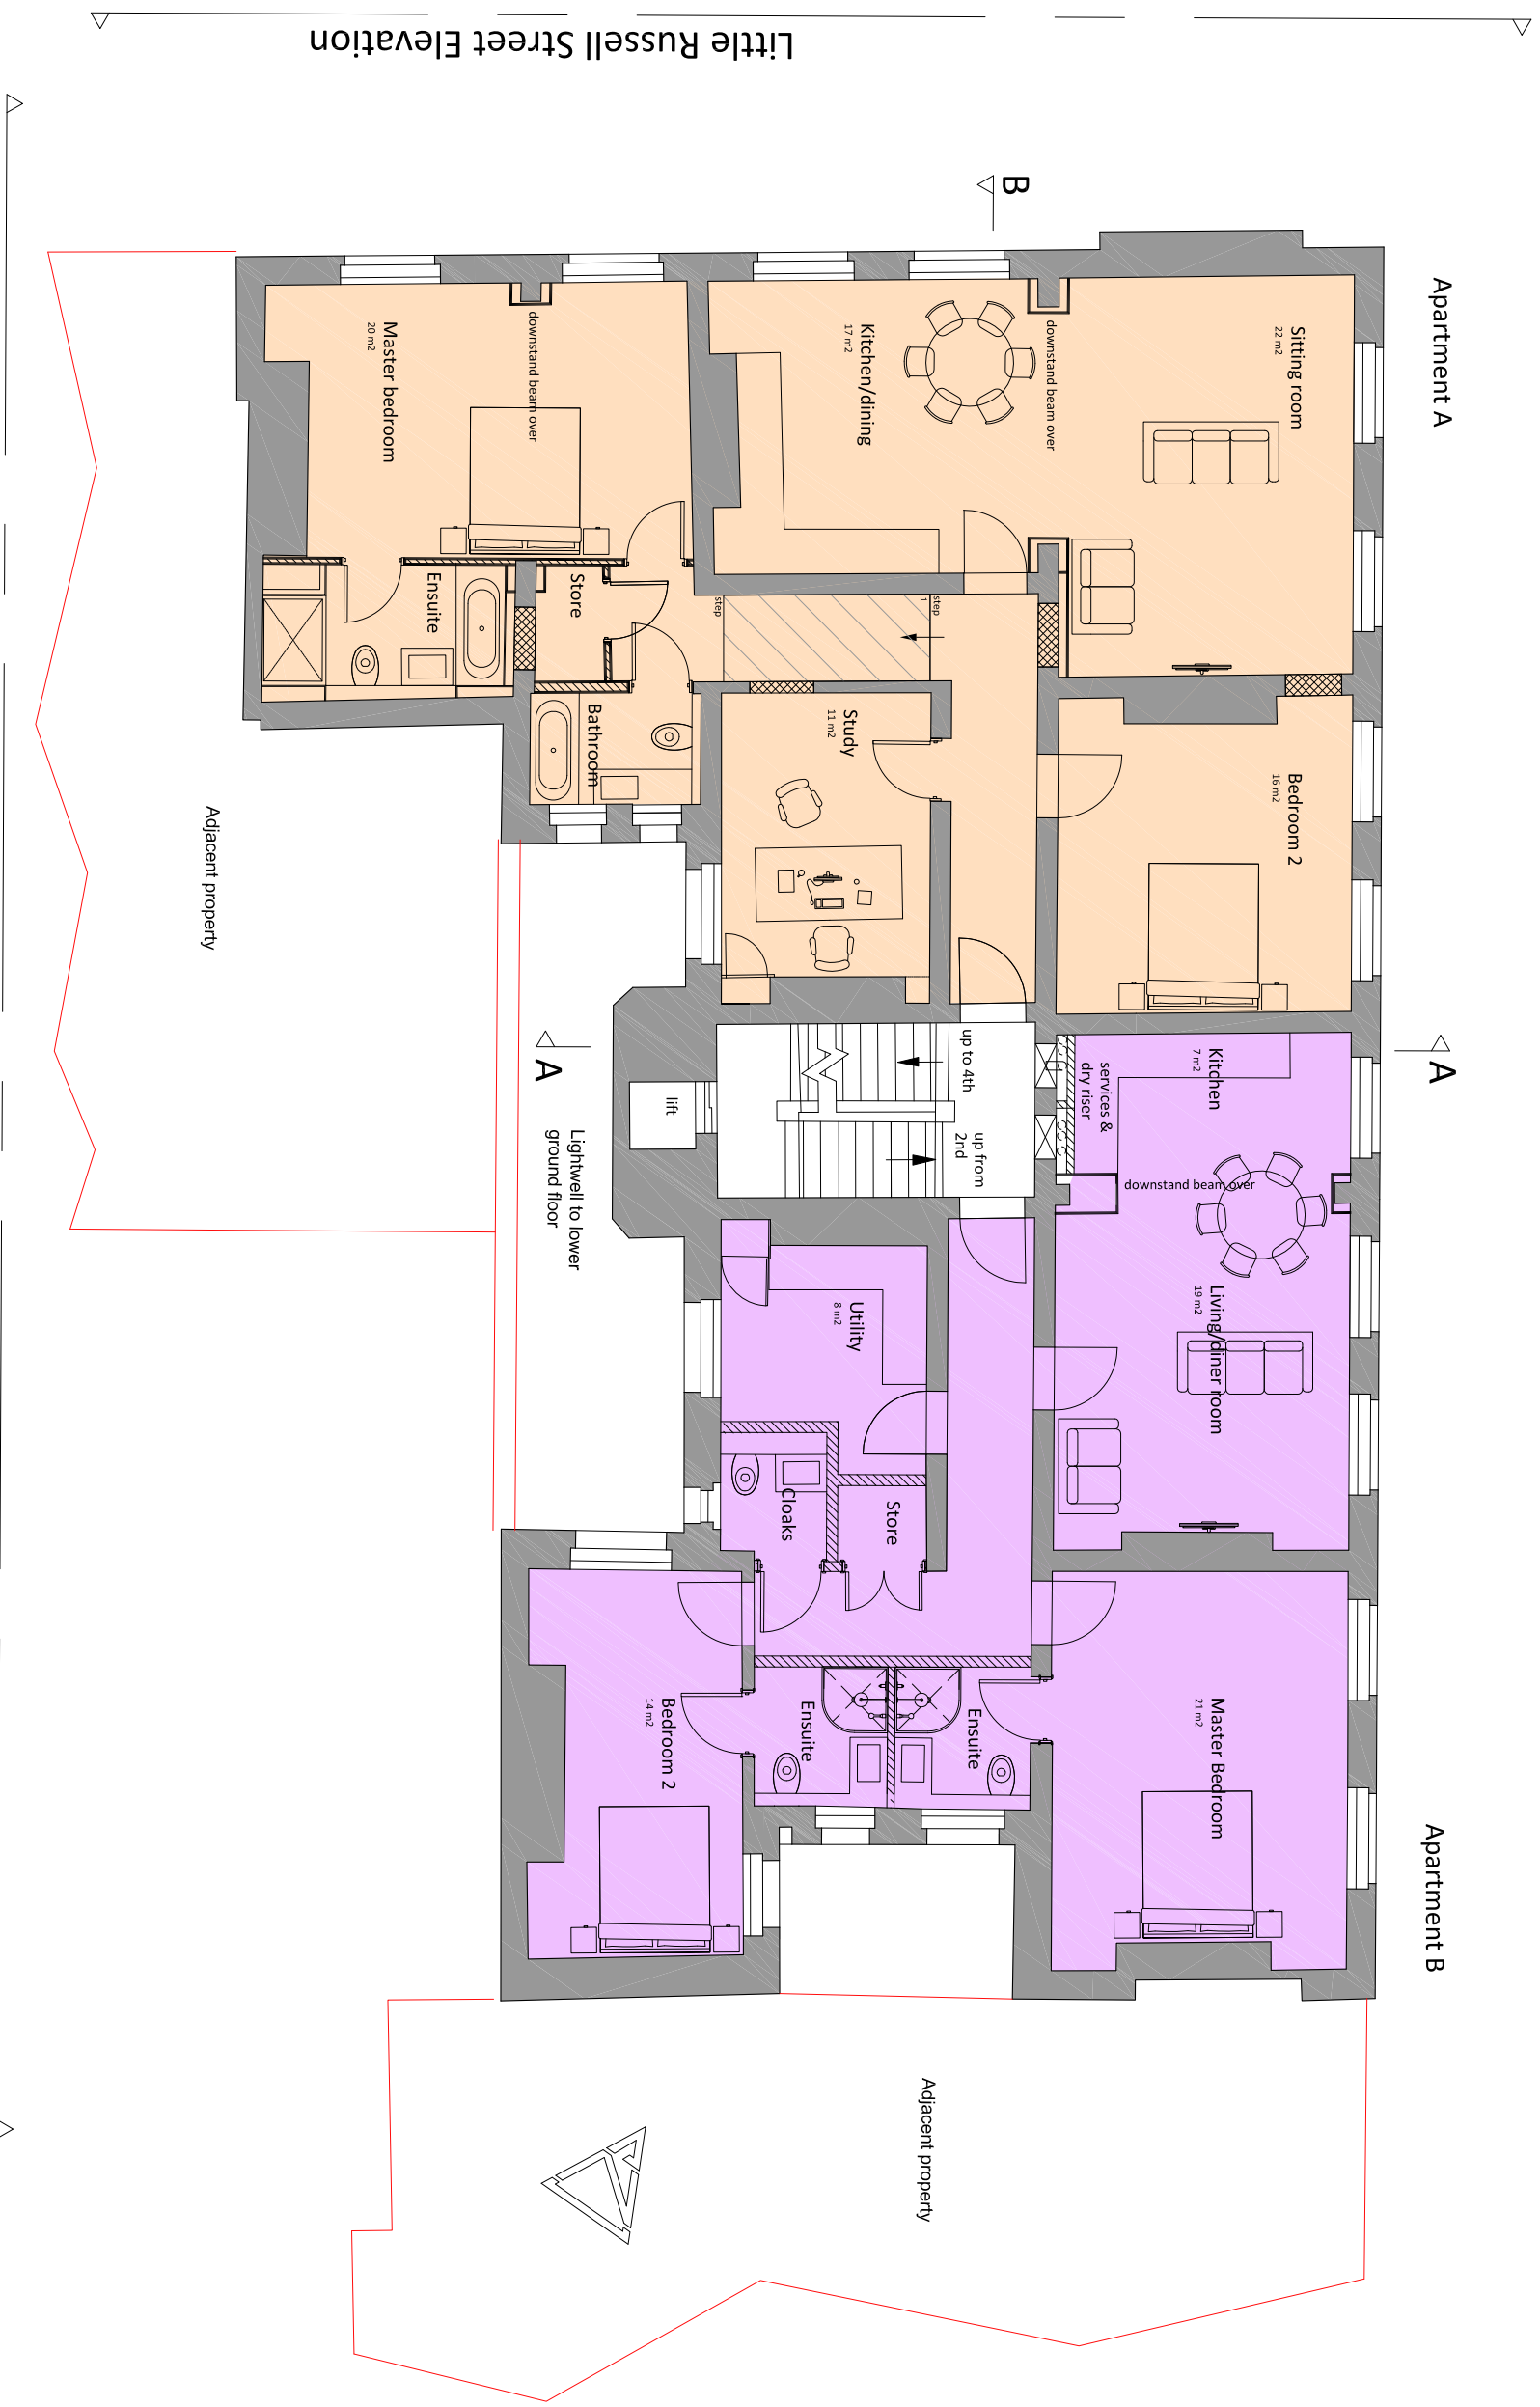 Little Russell Street Elevation
Apartment A
Apartment B
B
A
A
Sitting room
22 m2
downstand beam over
Kitchen/dining
17 m2
downstand beam over
Master bedroom
20 m2
Ensuite
Store
Bathroom
step
step
1
Study
11 m2
Bedroom 2
16 m2
Kitchen
7 m2
services &
dry riser
downstand beam over
Living/diner room
19 m2
up to 4th
up from
2nd
lift
Lightwell to lower
ground floor
Utility
8 m2
Cloaks
Store
Master Bedroom
21 m2
Ensuite
Ensuite
Bedroom 2
14 m2
Adjacent property
Adjacent property